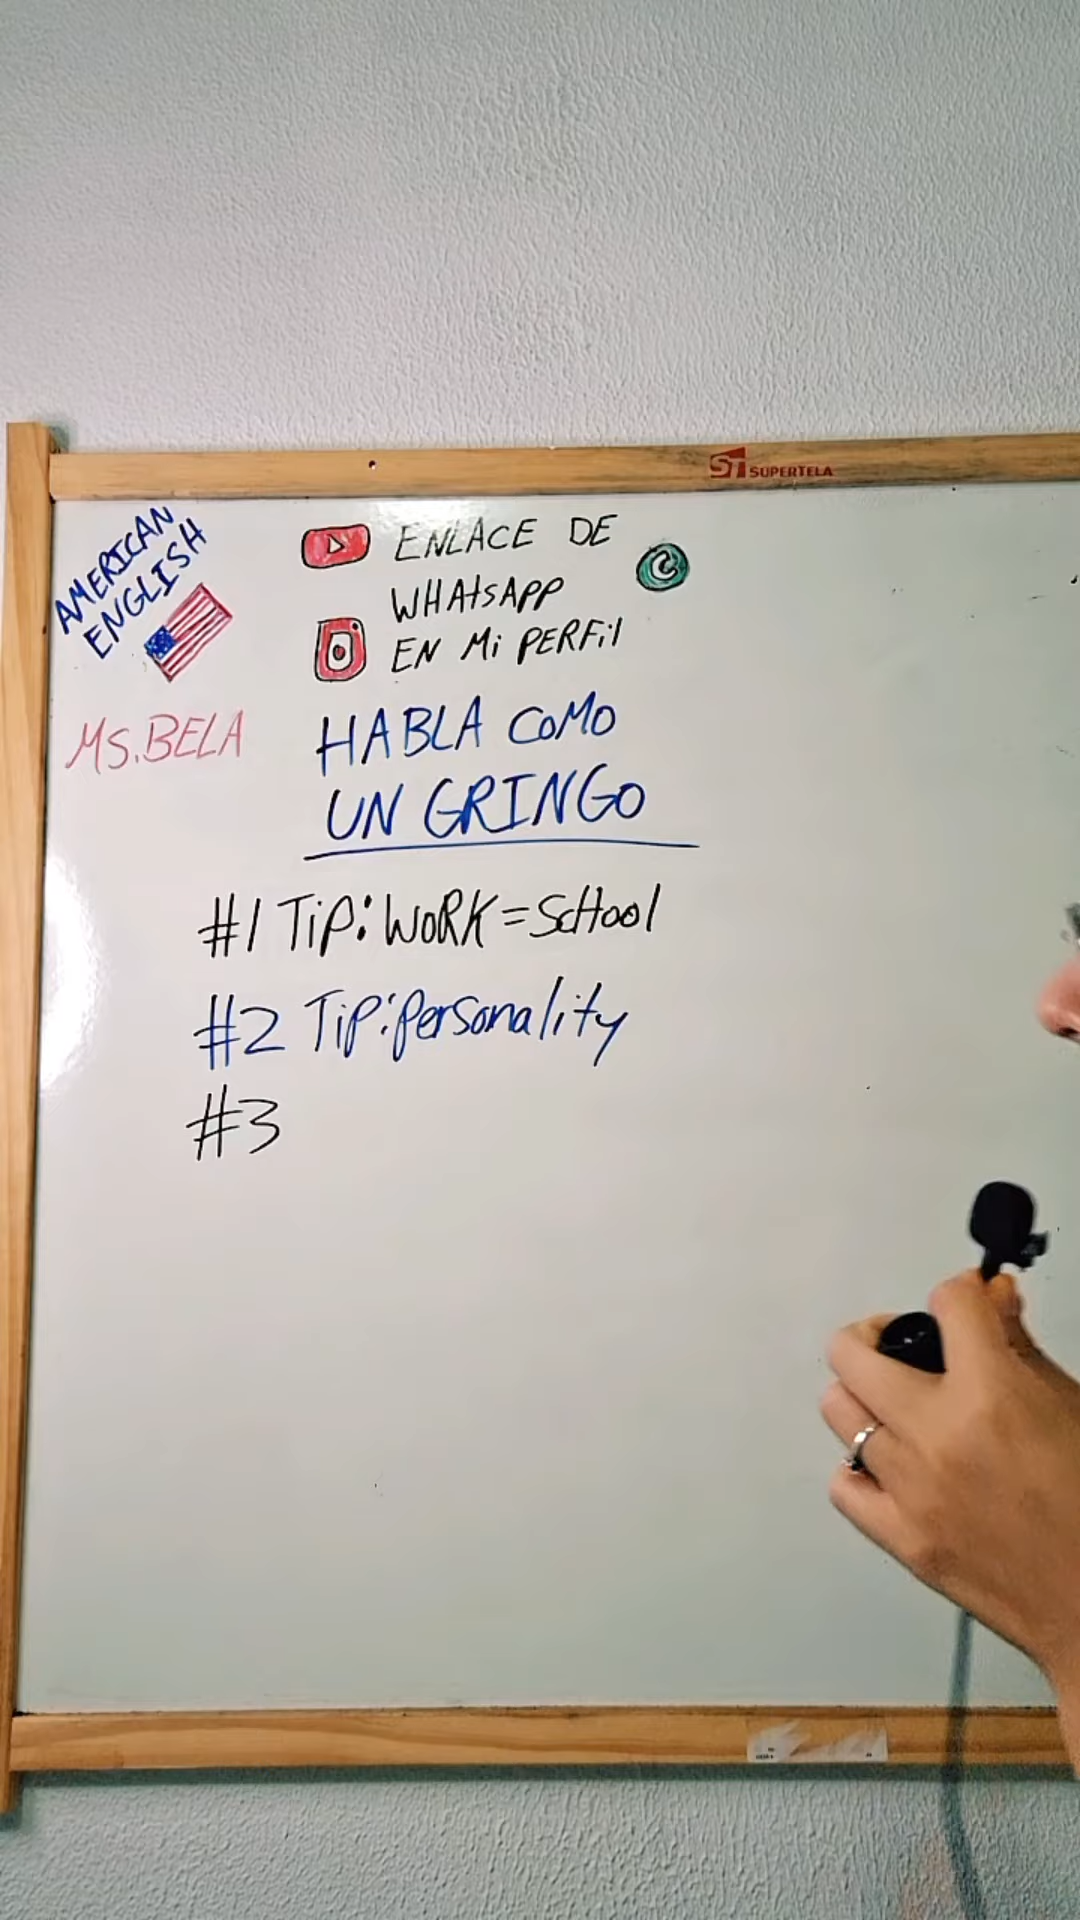 ST SUPERTELA
AMERICAN
ENGLISH
ENLACE DE
WHAtSAPP
EN Mi PERFil
MS.BELA
HABLA COMO
UN GRINGO
#1 TiP: WORK = ScHool
#2 TiP: personality
#3